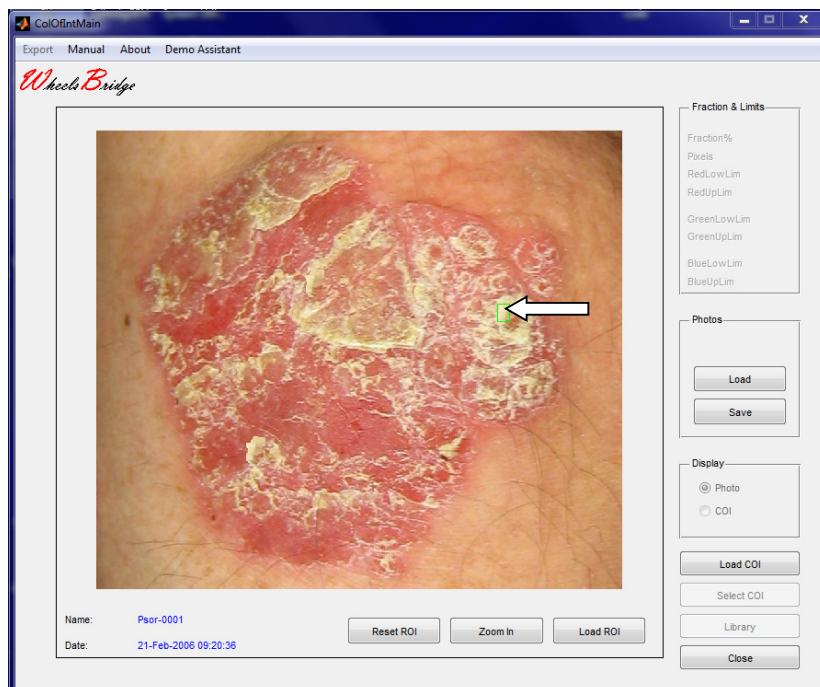 ColOfIntMain
Export Manual About Demo Assistant
WheelsBridge
Fraction & Limits
Fraction%
Pixels
RedLowLim
RedUpLim
GreenLowLim
GreenUpLim
BlueLowLim
BlueUpLim
Photos
Load
Save
Display
Photo
COI
Load COI
Select COI
Library
Close
Name: Psor-0001
Date: 21-Feb-2006 09:20:36
Reset ROI Zoom In Load ROI